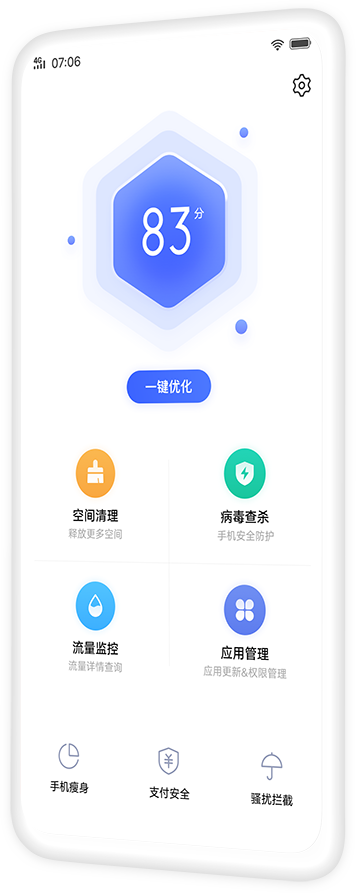 4G 07:06
83分
一键优化
空间清理
释放更多空间
病毒查杀
手机安全防护
流量监控
流量详情查询
应用管理
应用更新&权限管理
手机瘦身
支付安全
骚扰拦截